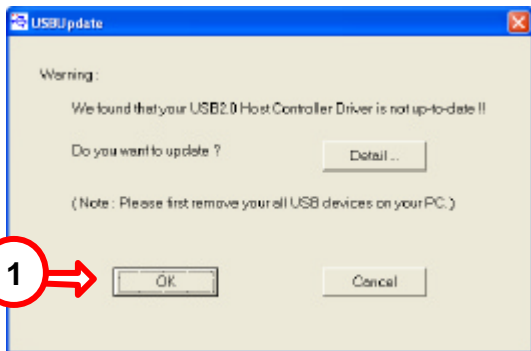 USBUpdate
Warning :
We found that your USB2.0 Host Controller Driver is not up-to-date !!
Do you want to update ?
Detail ...
( Note : Please first remove your all USB devices on your PC. )
1
OK
Cancel